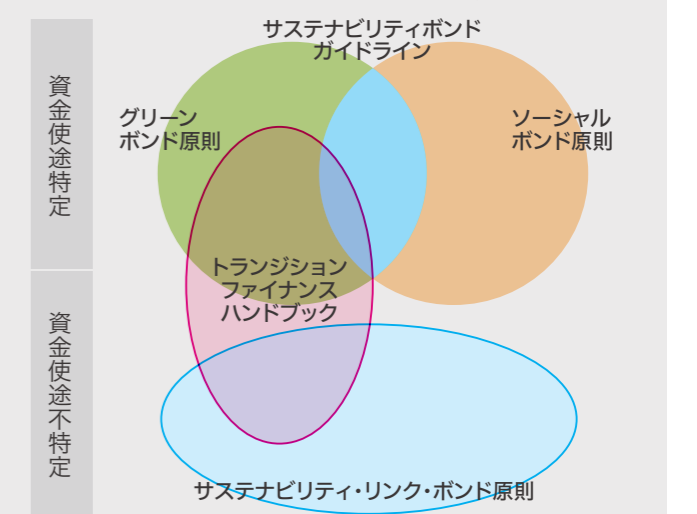 サステナビリティボンド
ガイドライン
グリーン
ボンド原則
ソーシャル
ボンド原則
資金使途特定
トランジション
ファイナンス
ハンドブック
資金使途不特定
サステナビリティ・リンク・ボンド原則